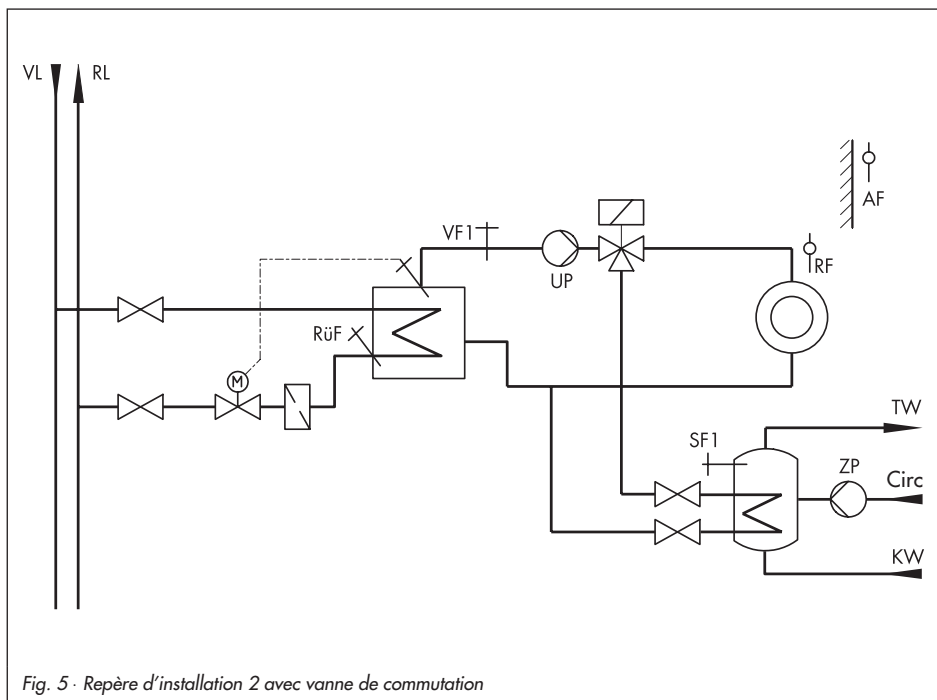 VL
RL
AF
VF1
RF
UP
RüF
M
TW
SF1
ZP
Circ
KW
Fig. 5 · Repère d'installation 2 avec vanne de commutation